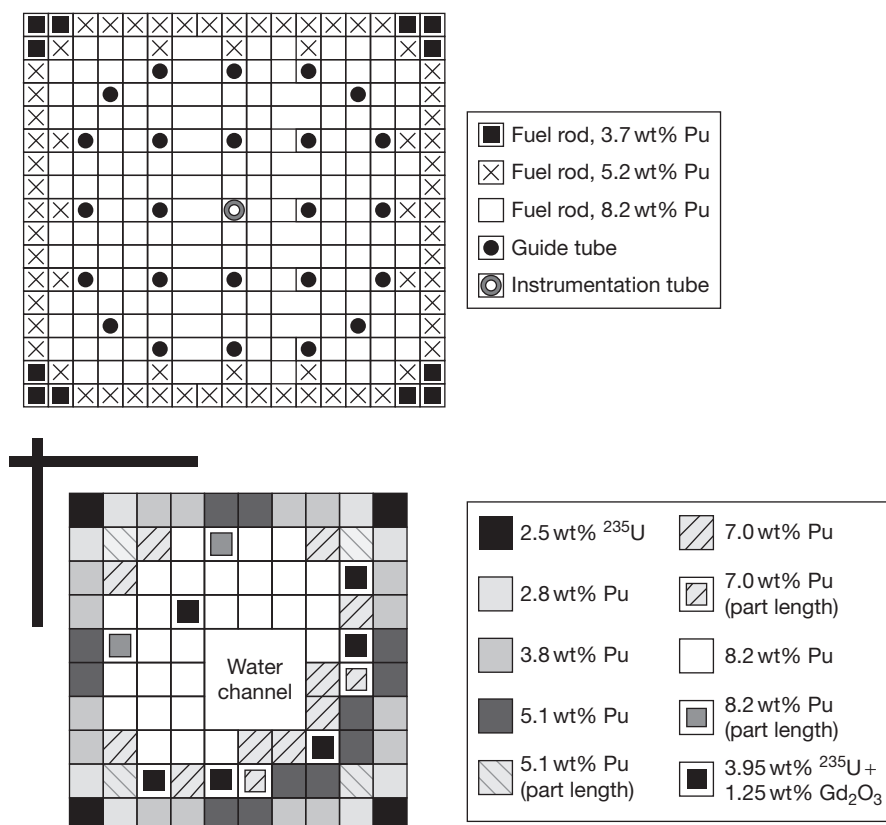 Fuel rod, 3.7 wt% Pu
Fuel rod, 5.2 wt% Pu
Fuel rod, 8.2 wt% Pu
Guide tube
Instrumentation tube
Water
channel
2.5 wt% ²³⁵U
2.8 wt% Pu
3.8 wt% Pu
5.1 wt% Pu
5.1 wt% Pu
(part length)
7.0 wt% Pu
7.0 wt% Pu
(part length)
8.2 wt% Pu
8.2 wt% Pu
(part length)
3.95 wt% ²³⁵U +
1.25 wt% Gd₂O₃